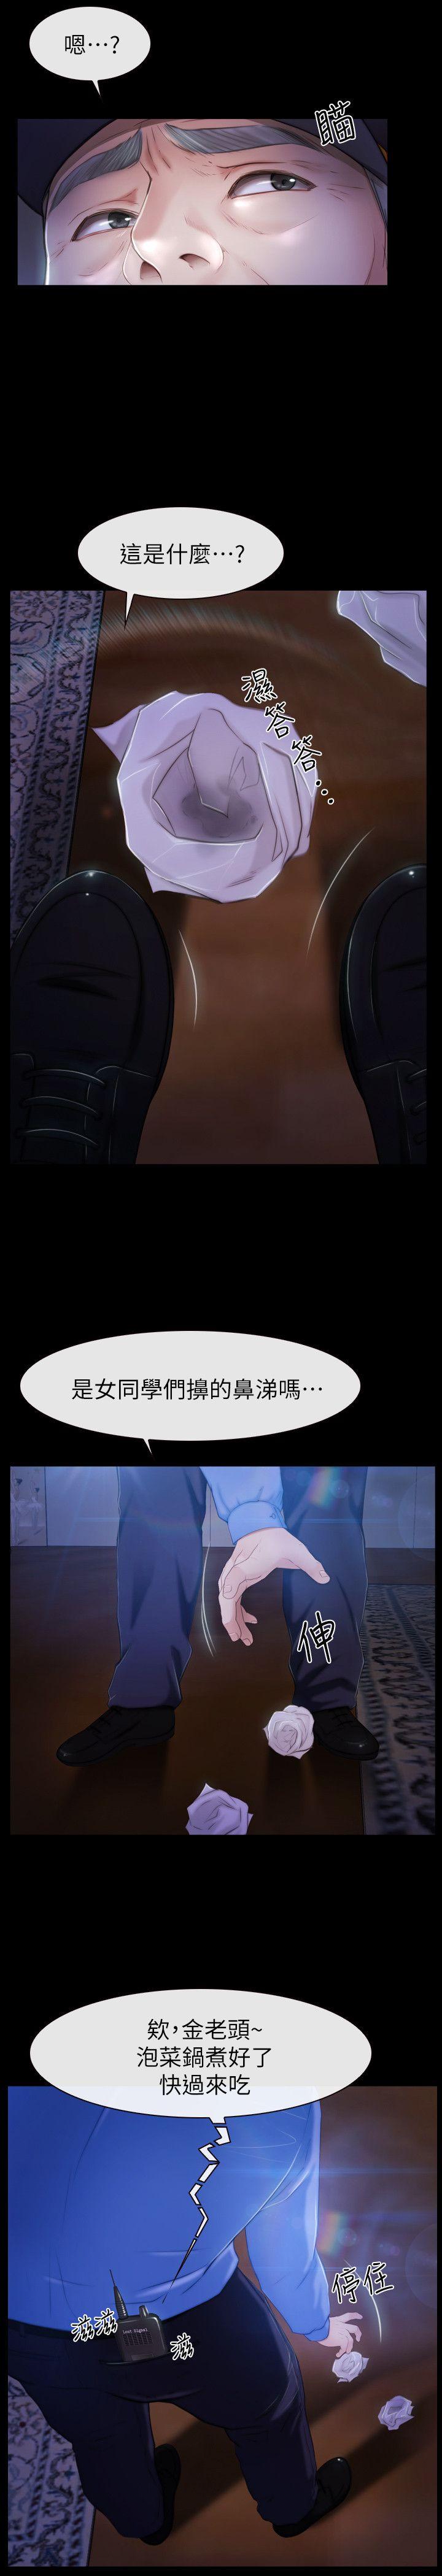 嗯⋯?
瞄
這是什麼⋯?
濕答答⋯
是女同學們擤的鼻涕嗎⋯
伸
欸,金老頭~
泡菜鍋煮好了
快過來吃
停住
滋滋
滋